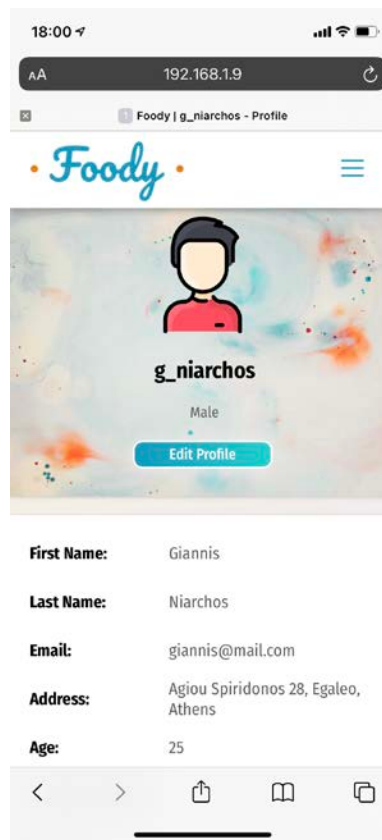 18:00
AA 192.168.1.9
Foody | g_niarchos - Profile
Foody
g_niarchos
Male
Edit Profile
First Name: Giannis
Last Name: Niarchos
Email: giannis@mail.com
Address: Agiou Spiridonos 28, Egaleo,
Athens
Age: 25